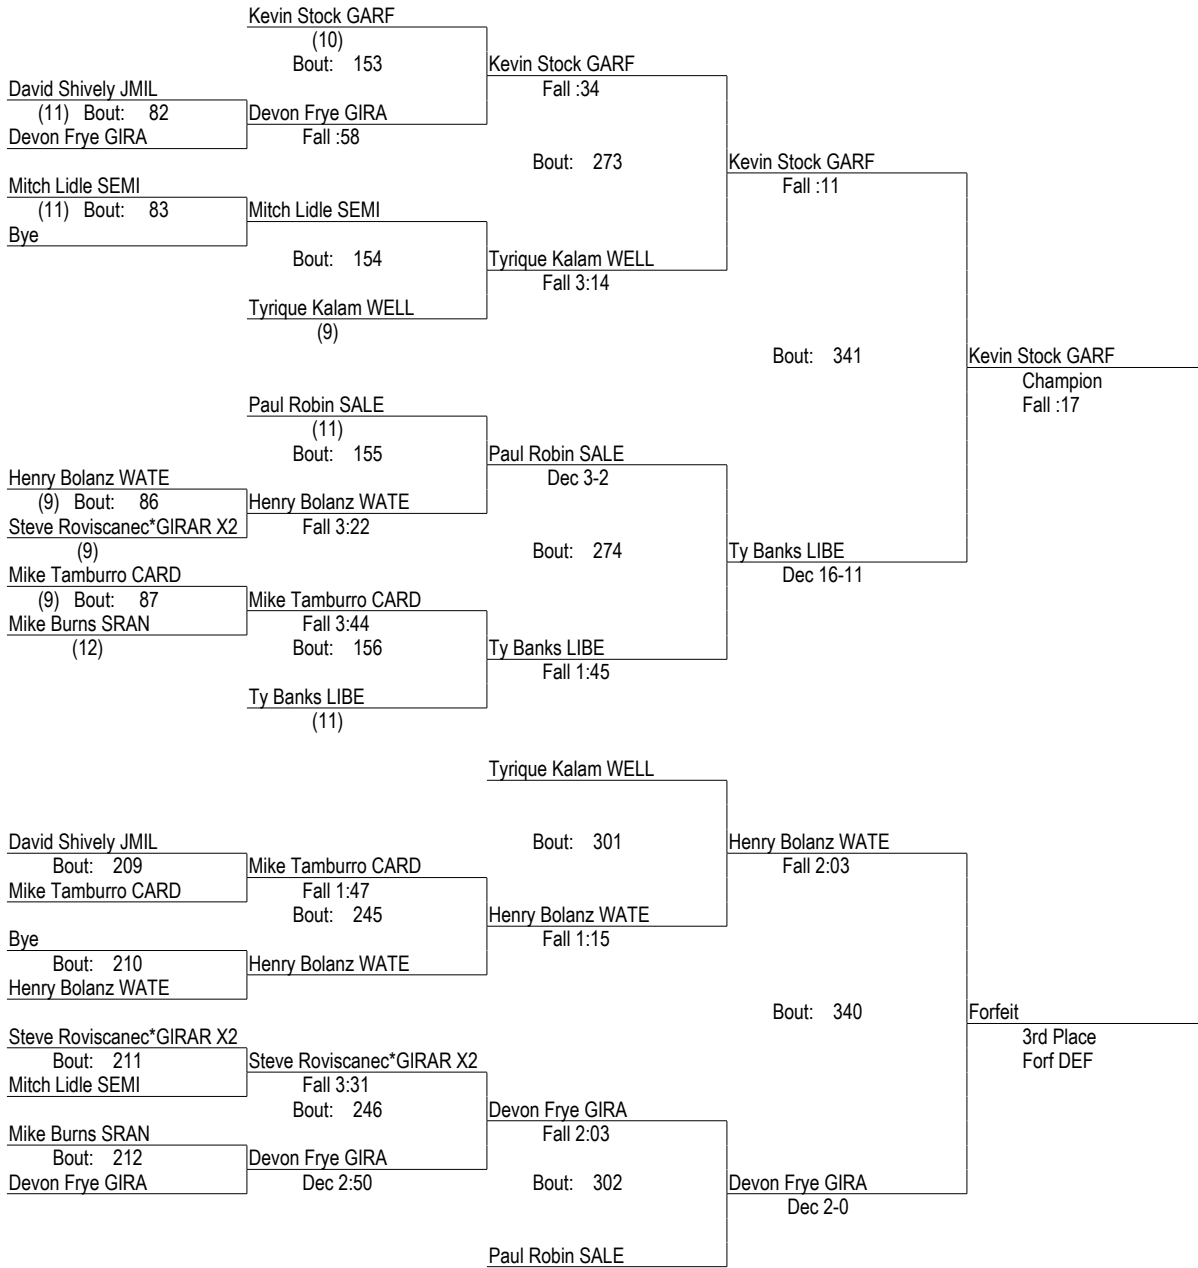 Kevin Stock GARF
(10)
Bout: 153
Kevin Stock GARF
David Shively JMIL
Fall :34
(11) Bout: 82
Devon Frye GIRA
Devon Frye GIRA
Fall :58
Bout: 273
Kevin Stock GARF
Mitch Lidle SEMI
Fall :11
(11) Bout: 83
Mitch Lidle SEMI
Bye
Bout: 154
Tyrique Kalam WELL
Fall 3:14
Tyrique Kalam WELL
(9)
Bout: 341
Kevin Stock GARF
Champion
Fall :17
Paul Robin SALE
(11)
Bout: 155
Paul Robin SALE
Henry Bolanz WATE
Dec 3-2
(9) Bout: 86
Henry Bolanz WATE
Steve Roviscanec*GIRAR X2
Fall 3:22
(9)
Bout: 274
Ty Banks LIBE
Mike Tamburro CARD
Dec 16-11
(9) Bout: 87
Mike Tamburro CARD
Mike Burns SRAN
Fall 3:44
(12)
Bout: 156
Ty Banks LIBE
Fall 1:45
Ty Banks LIBE
(11)
Tyrique Kalam WELL
David Shively JMIL
Bout: 301
Henry Bolanz WATE
Bout: 209
Mike Tamburro CARD
Fall 2:03
Mike Tamburro CARD
Fall 1:47
Bout: 245
Henry Bolanz WATE
Bye
Fall 1:15
Bout: 210
Henry Bolanz WATE
Henry Bolanz WATE
Bout: 340
Forfeit
Steve Roviscanec*GIRAR X2
3rd Place
Bout: 211
Steve Roviscanec*GIRAR X2
Forf DEF
Mitch Lidle SEMI
Fall 3:31
Bout: 246
Devon Frye GIRA
Mike Burns SRAN
Fall 2:03
Bout: 212
Devon Frye GIRA
Devon Frye GIRA
Dec 2:50
Bout: 302
Devon Frye GIRA
Dec 2-0
Paul Robin SALE